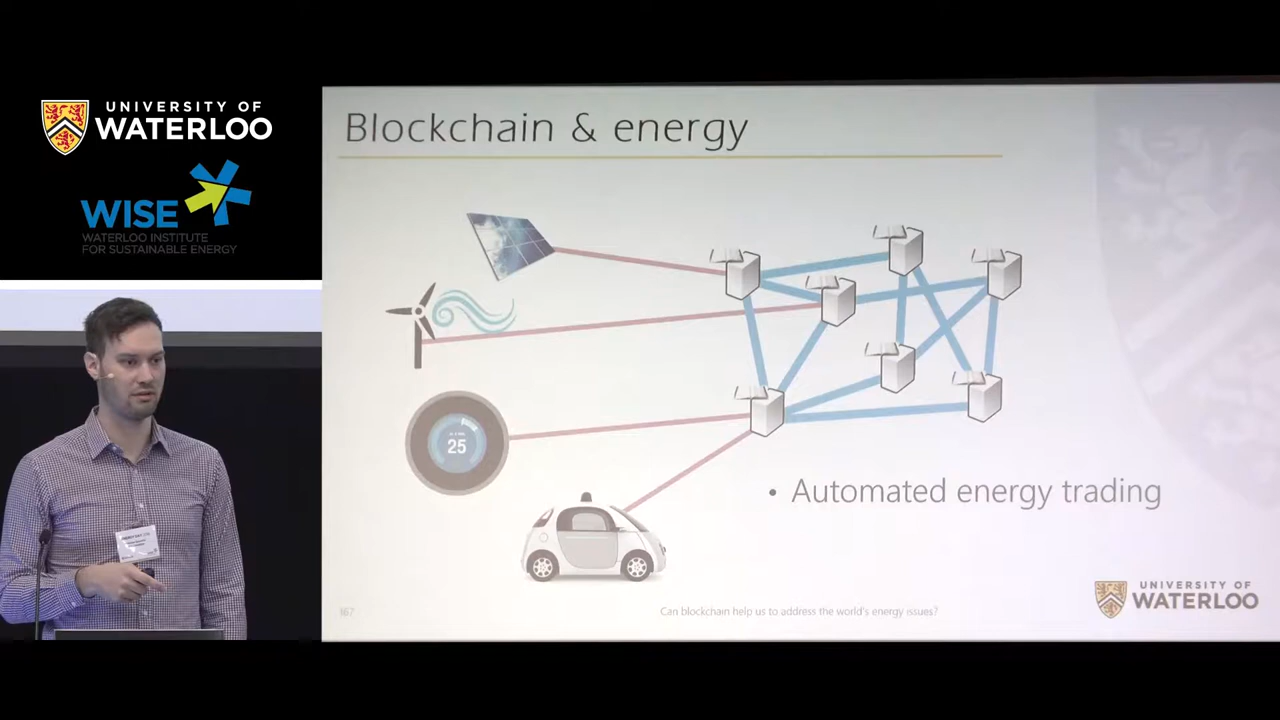 UNIVERSITY OF
WATERLOO
WISE
WATERLOO INSTITUTE
FOR SUSTAINABLE ENERGY
Blockchain & energy
25
• Automated energy trading
167
Can blockchain help us to address the world's energy issues?
UNIVERSITY OF
WATERLOO